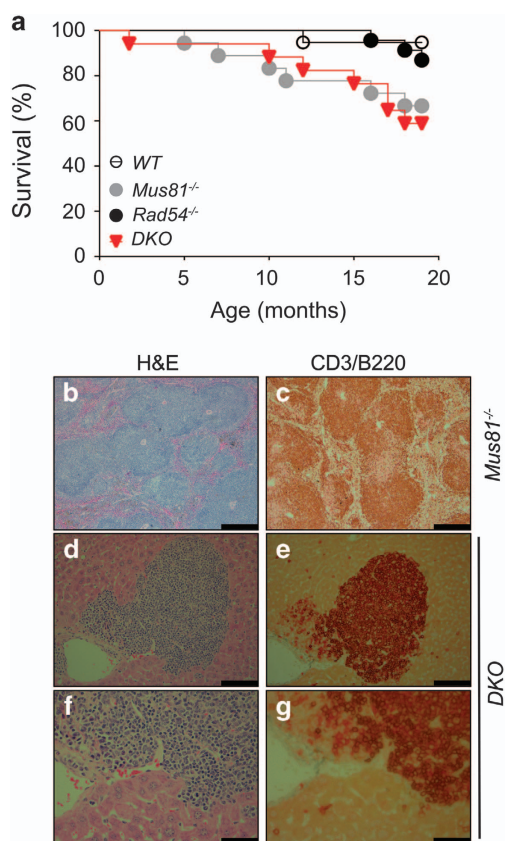 a
Survival (%)
100
80
60
40
20
0
WT
Mus81-/-
Rad54-/-
DKO
0 5 10 15 20
Age (months)
H&E CD3/B220
b c
Mus81-/-
d e
DKO
f g